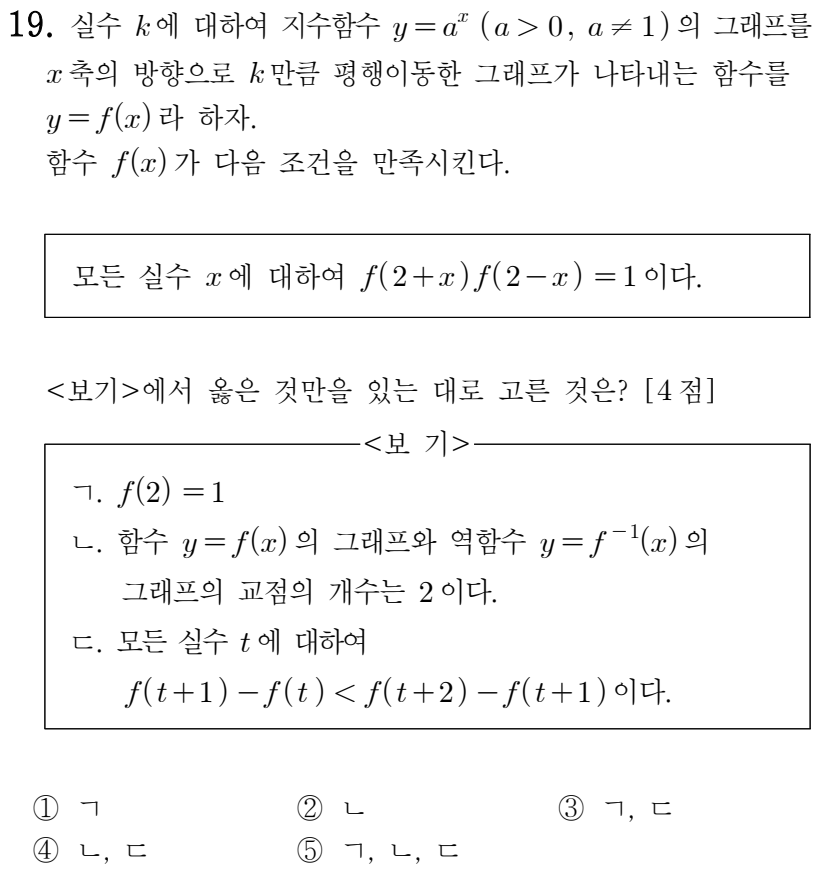 19. 실수 k에 대하여 지수함수 y=a^x (a>0, a≠1)의 그래프를
x축의 방향으로 k만큼 평행이동한 그래프가 나타내는 함수를
y=f(x)라 하자.
함수 f(x)가 다음 조건을 만족시킨다.
모든 실수 x에 대하여 f(2+x)f(2-x)=1이다.
<보기>에서 옳은 것만을 있는 대로 고른 것은? [4점]
<보 기>
ㄱ. f(2)=1
ㄴ. 함수 y=f(x)의 그래프와 역함수 y=f^{-1}(x)의
그래프의 교점의 개수는 2이다.
ㄷ. 모든 실수 t에 대하여
f(t+1)-f(t)<f(t+2)-f(t+1)이다.
① ㄱ ② ㄴ ③ ㄱ, ㄷ
④ ㄴ, ㄷ ⑤ ㄱ, ㄴ, ㄷ